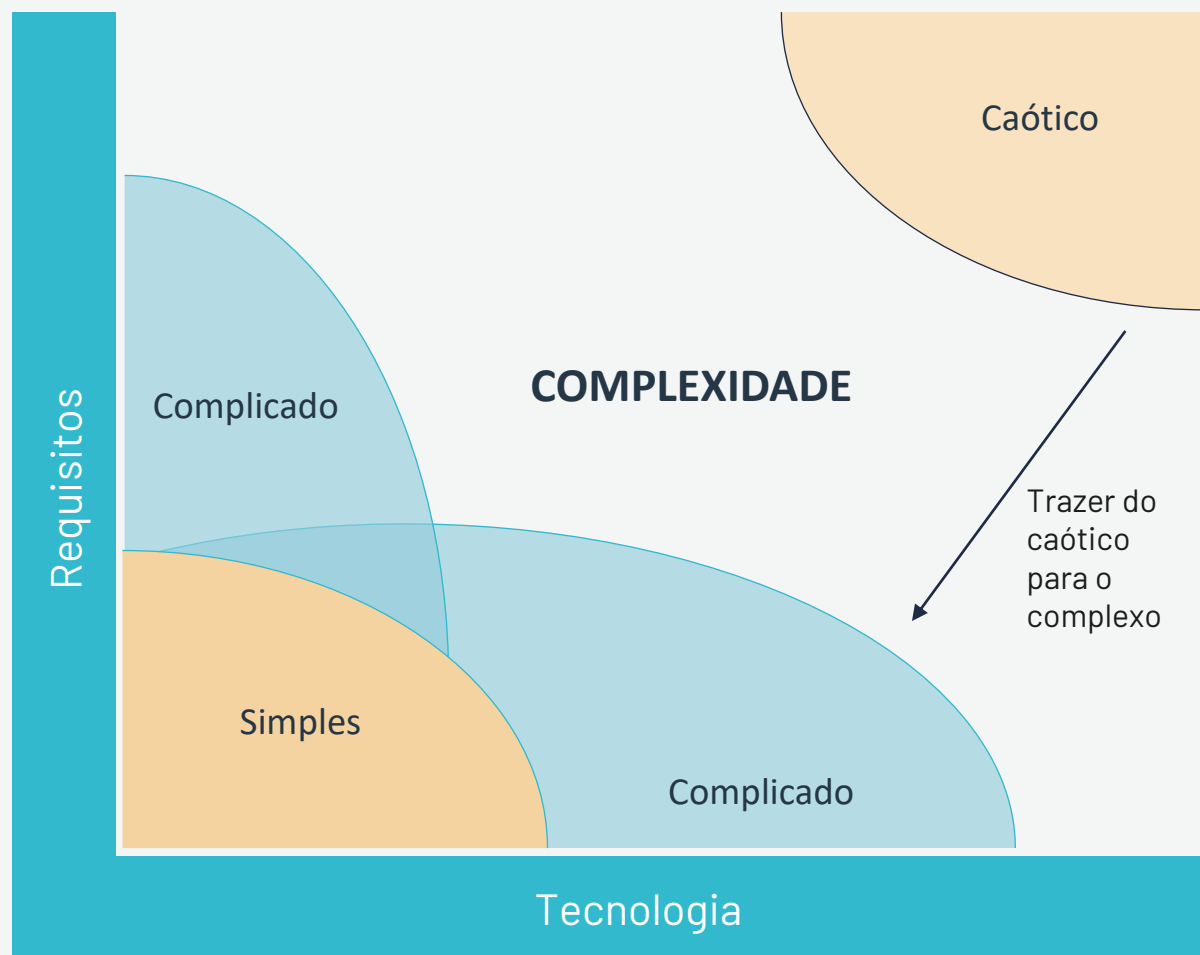 Caótico
Complicado
COMPLEXIDADE
Requisitos
Trazer do
caótico
para o
complexo
Simples
Complicado
Tecnologia